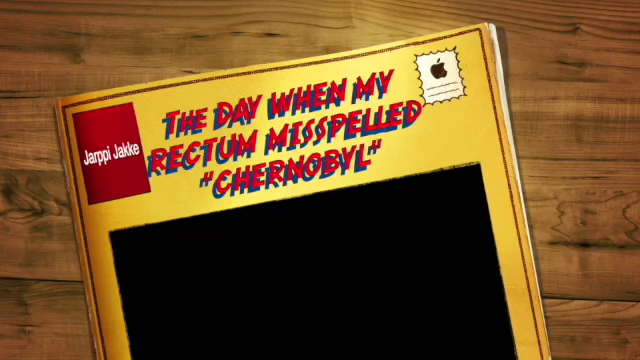 Jarppi Jakke
THE DAY WHEN MY
RECTUM MISSPELLED
"CHERNOBYL"